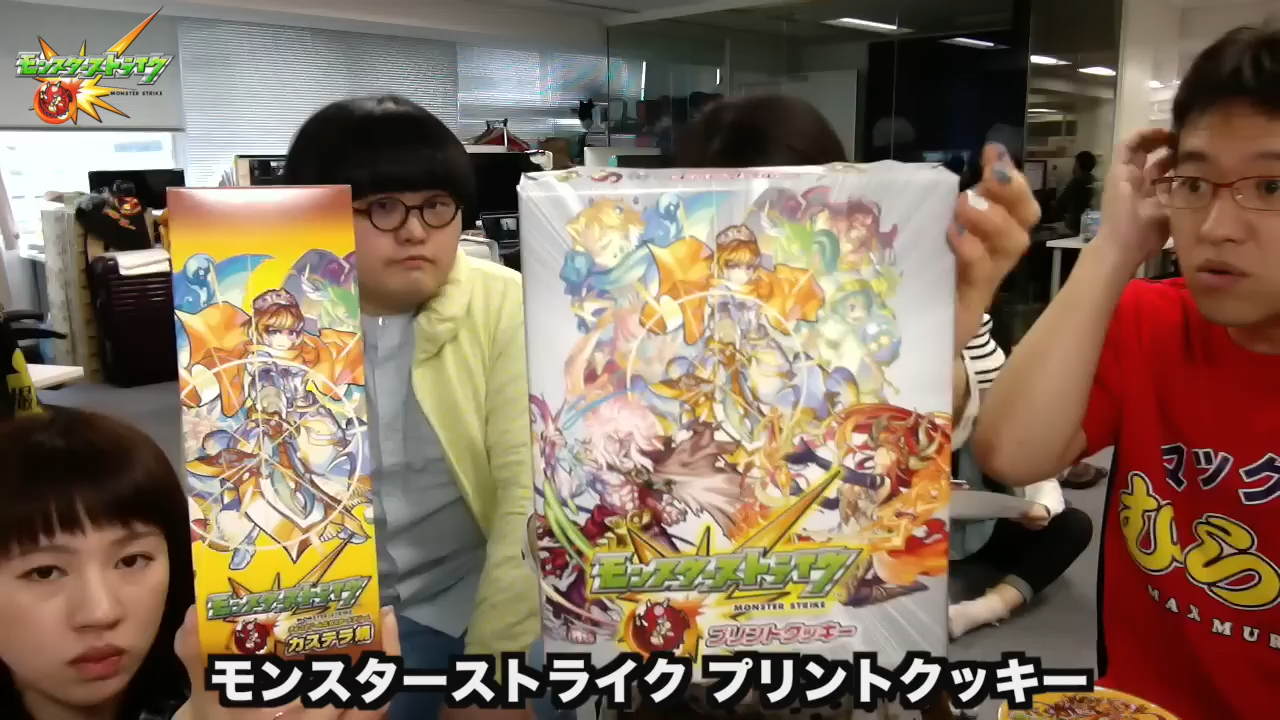 モンスターストライク
MONSTER STRIKE
モンスターストライク
カステラ
モンスターストライク
MONSTER STRIKE
プリントクッキー
マック
むら
MAX MUR
モンスターストライク プリントクッキー